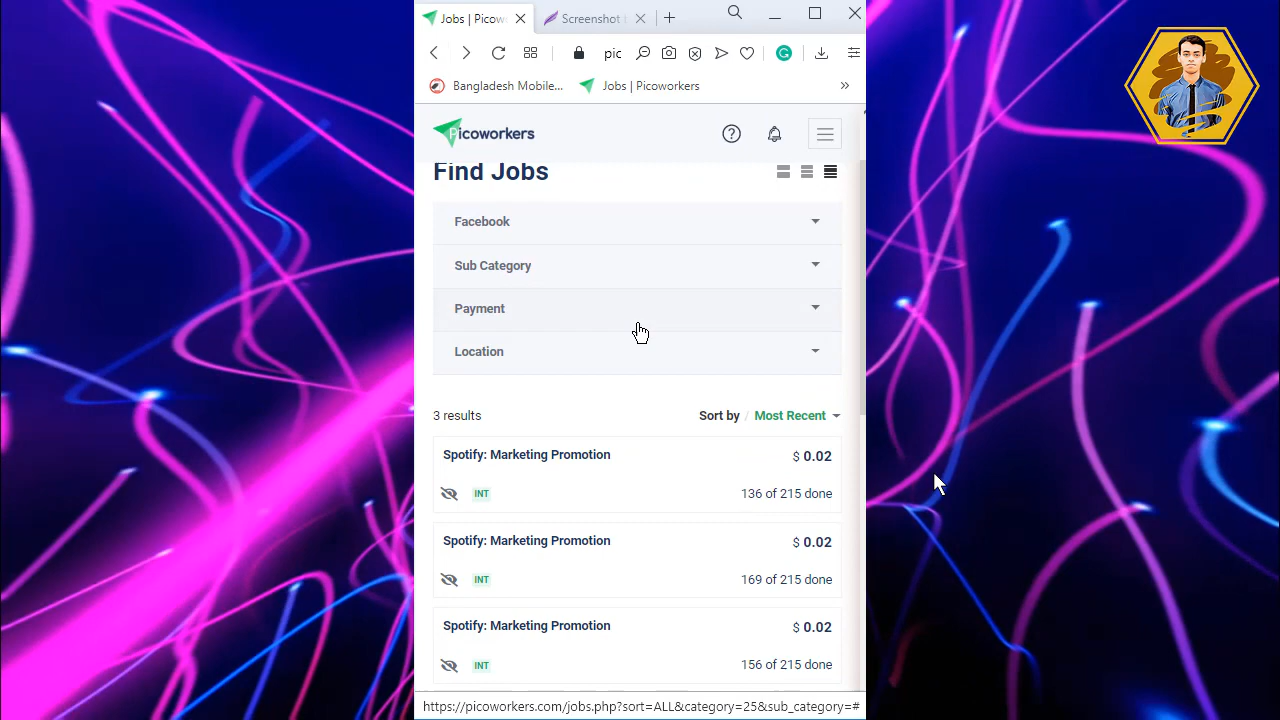 Jobs | Picow
Screenshot
pic
Bangladesh Mobile...
Jobs | Picoworkers
»
Picoworkers
Find Jobs
Facebook
Sub Category
Payment
Location
3 results
Sort by / Most Recent
Spotify: Marketing Promotion
$ 0.02
INT
136 of 215 done
Spotify: Marketing Promotion
$ 0.02
INT
169 of 215 done
Spotify: Marketing Promotion
$ 0.02
INT
156 of 215 done
https://picoworkers.com/jobs.php?sort=ALL&category=25&sub_category=#